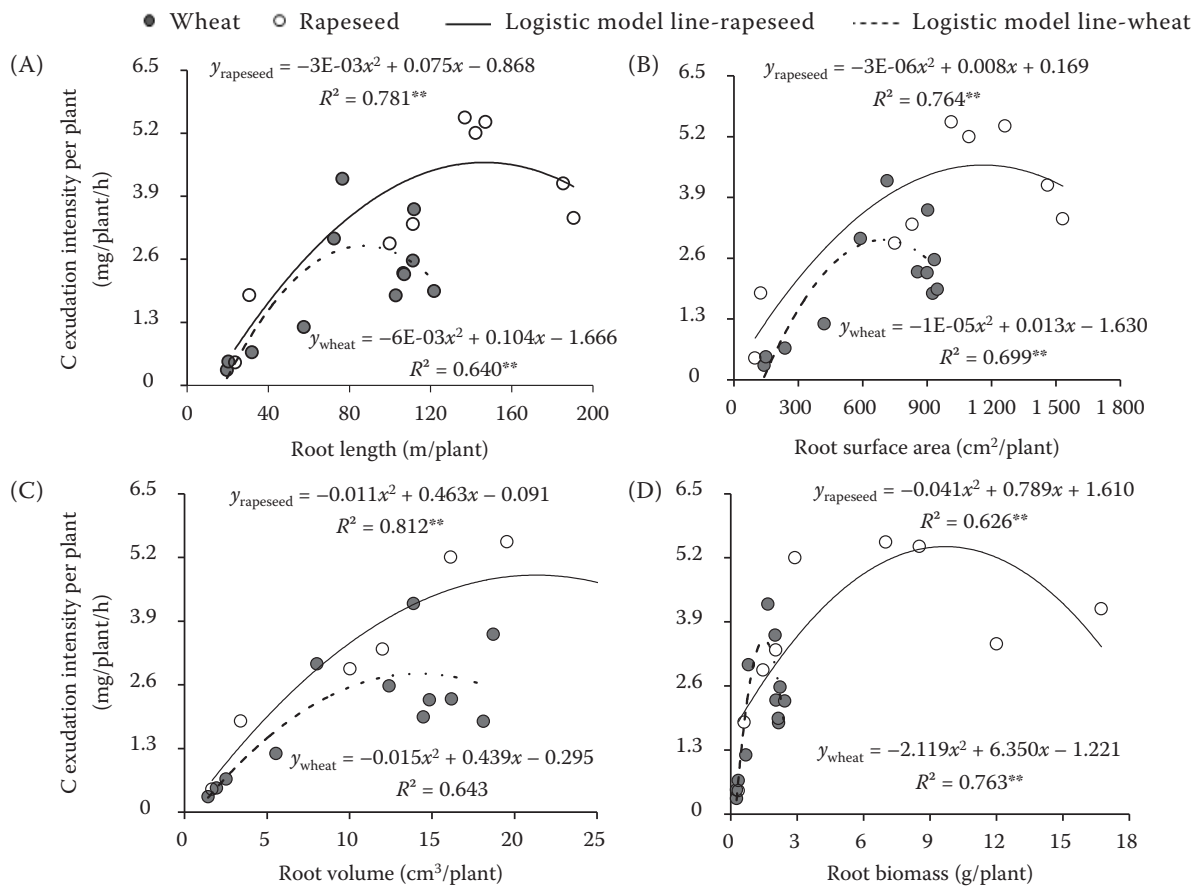 Wheat Rapeseed Logistic model line-rapeseed Logistic model line-wheat
(A)
C exudation intensity per plant
(mg/plant/h)
6.5
5.2
3.9
2.6
1.3
0
y_rapeseed = −3E-03x² + 0.075x − 0.868
R² = 0.781**
y_wheat = −6E-03x² + 0.104x − 1.666
R² = 0.640**
0 40 80 120 160 200
Root length (m/plant)
(B)
6.5
5.2
3.9
2.6
1.3
0
y_rapeseed = −3E-06x² + 0.008x + 0.169
R² = 0.764**
y_wheat = −1E-05x² + 0.013x − 1.630
R² = 0.699**
0 300 600 900 1 200 1 500 1 800
Root surface area (cm²/plant)
(C)
C exudation intensity per plant
(mg/plant/h)
6.5
5.2
3.9
2.6
1.3
0
y_rapeseed = −0.011x² + 0.463x − 0.091
R² = 0.812**
y_wheat = −0.015x² + 0.439x − 0.295
R² = 0.643
0 5 10 15 20 25
Root volume (cm³/plant)
(D)
6.5
5.2
3.9
2.6
1.3
0
y_rapeseed = −0.041x² + 0.789x + 1.610
R² = 0.626**
y_wheat = −2.119x² + 6.350x − 1.221
R² = 0.763**
0 3 6 9 12 15 18
Root biomass (g/plant)